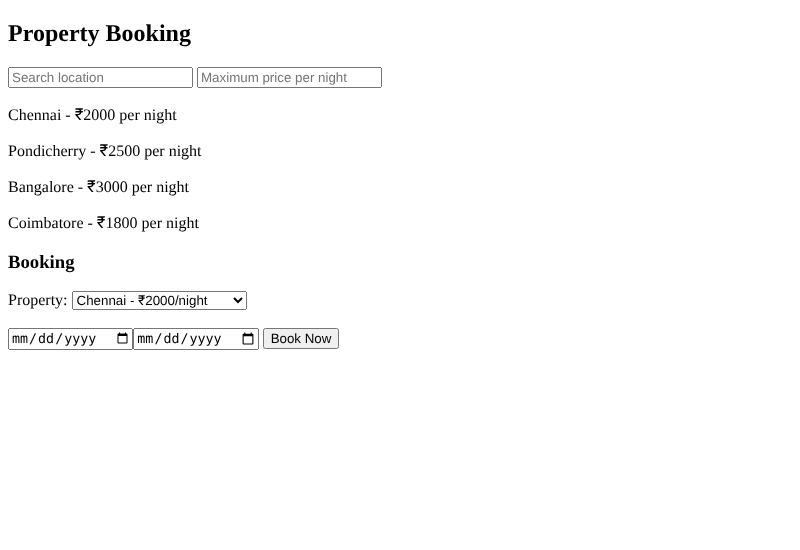 Property Booking
Search location Maximum price per night
Chennai - ₹2000 per night
Pondicherry - ₹2500 per night
Bangalore - ₹3000 per night
Coimbatore - ₹1800 per night
Booking
Property: Chennai - ₹2000/night
mm/dd/yyyy mm/dd/yyyy Book Now